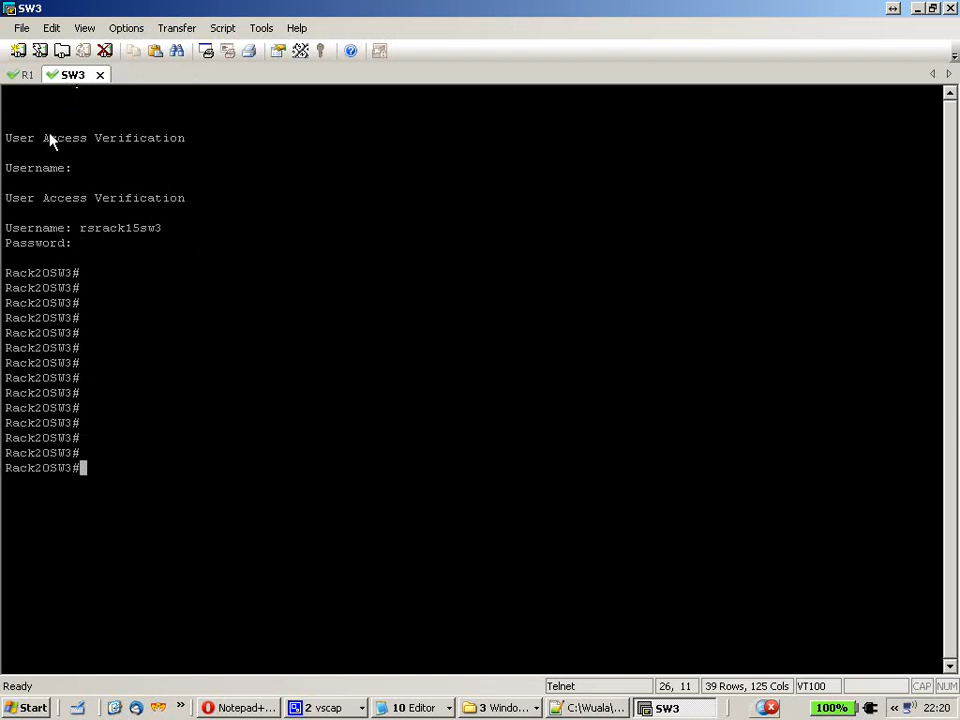 SW3
File Edit View Options Transfer Script Tools Help
R1 SW3
User Access Verification
Username:
User Access Verification
Username: rsrack15sw3
Password:
Rack20SW3#
Rack20SW3#
Rack20SW3#
Rack20SW3#
Rack20SW3#
Rack20SW3#
Rack20SW3#
Rack20SW3#
Rack20SW3#
Rack20SW3#
Rack20SW3#
Rack20SW3#
Rack20SW3#
Rack20SW3#
Ready Telnet 26, 11 39 Rows, 125 Cols VT100 CAP NUM
Start » Notepad+... 2 vscap 10 Editor 3 Windo... C:\Wuala\... SW3 100% « 22:20